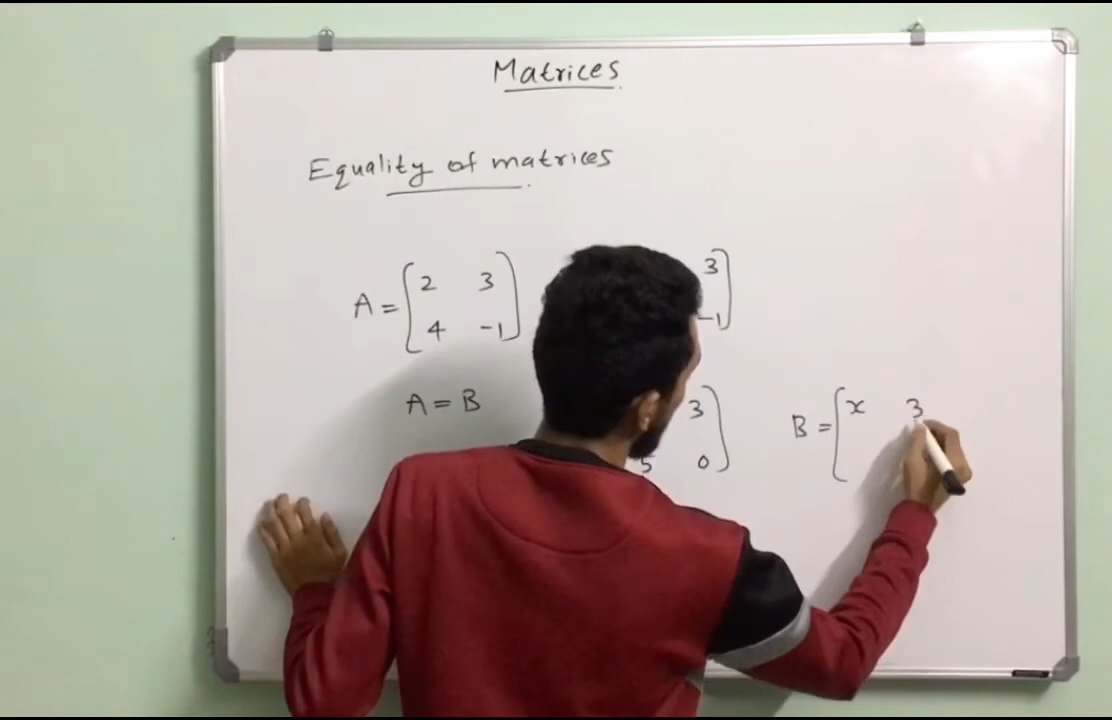 Matrices
Equality of matrices
A = [ 2 3 3 ]
4 -1 -1
A = B 3 B = [ x 3
5 0